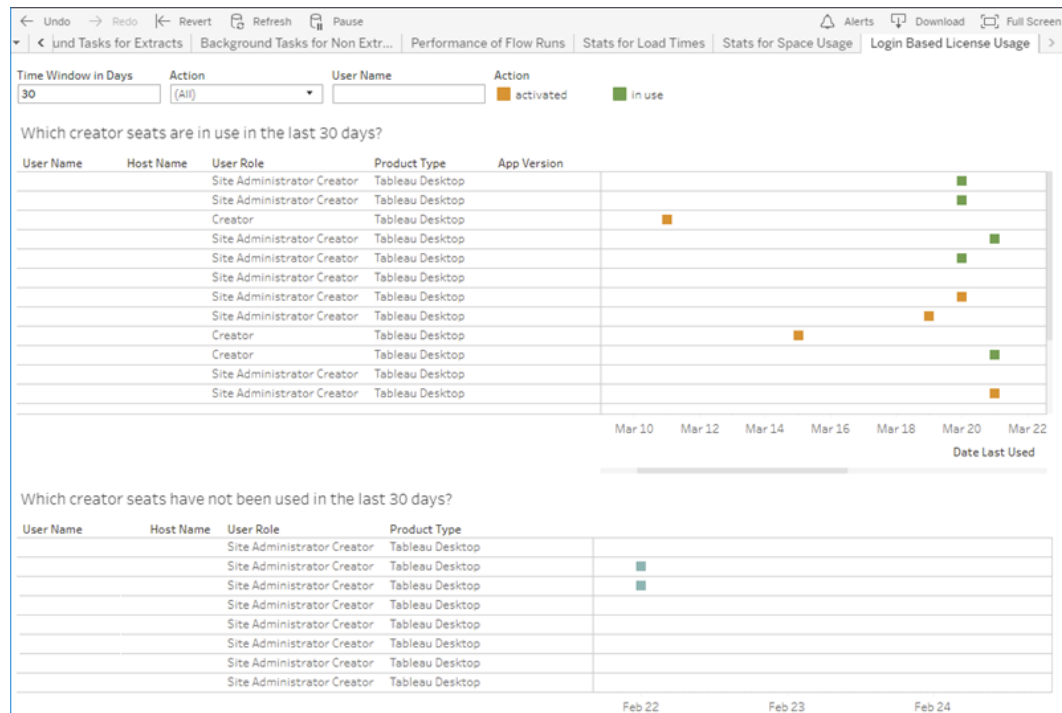 Undo Redo Revert Refresh Pause Alerts Download Full Screen
und Tasks for Extracts Background Tasks for Non Extr... Performance of Flow Runs Stats for Load Times Stats for Space Usage Login Based License Usage
Time Window in Days Action User Name Action
30 (All) activated in use
Which creator seats are in use in the last 30 days?
User Name Host Name User Role Product Type App Version
Site Administrator Creator Tableau Desktop
Site Administrator Creator Tableau Desktop
Creator Tableau Desktop
Site Administrator Creator Tableau Desktop
Site Administrator Creator Tableau Desktop
Site Administrator Creator Tableau Desktop
Site Administrator Creator Tableau Desktop
Site Administrator Creator Tableau Desktop
Creator Tableau Desktop
Creator Tableau Desktop
Site Administrator Creator Tableau Desktop
Site Administrator Creator Tableau Desktop
Mar 10 Mar 12 Mar 14 Mar 16 Mar 18 Mar 20 Mar 22
Date Last Used
Which creator seats have not been used in the last 30 days?
User Name Host Name User Role Product Type
Site Administrator Creator Tableau Desktop
Site Administrator Creator Tableau Desktop
Site Administrator Creator Tableau Desktop
Site Administrator Creator Tableau Desktop
Site Administrator Creator Tableau Desktop
Site Administrator Creator Tableau Desktop
Site Administrator Creator Tableau Desktop
Site Administrator Creator Tableau Desktop
Feb 22 Feb 23 Feb 24